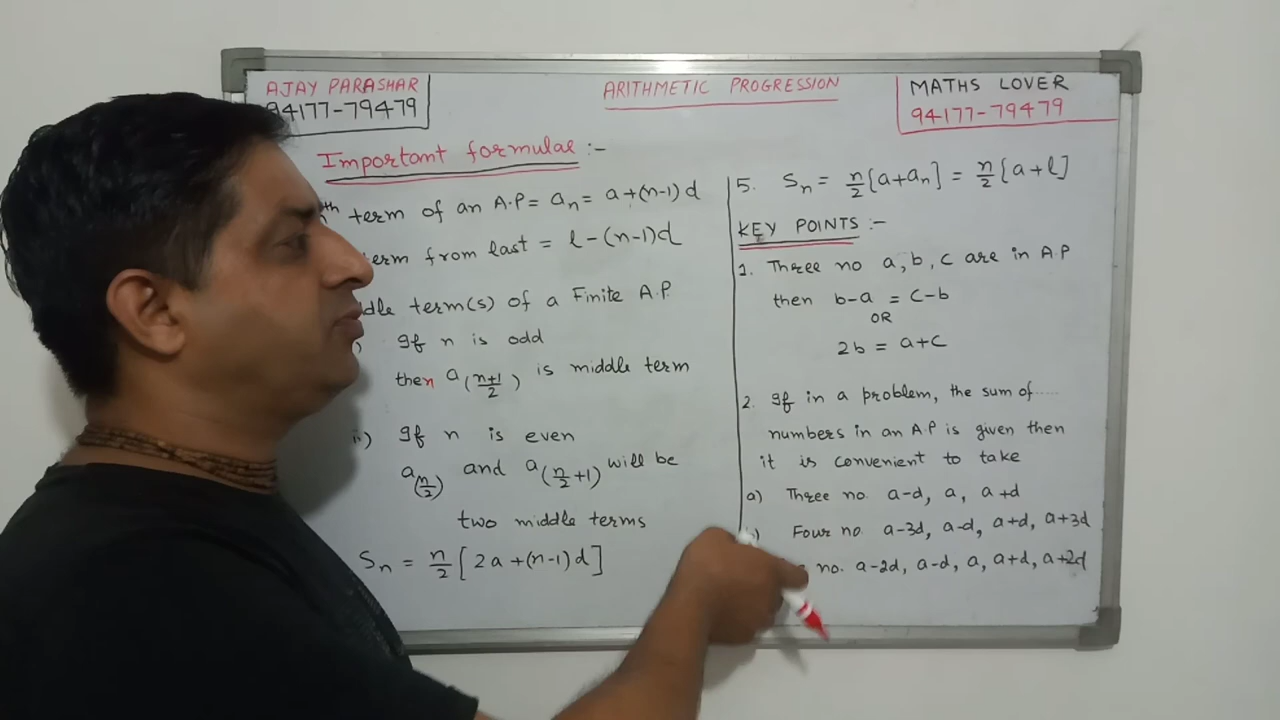 AJAY PARASHAR
94177-79479
ARITHMETIC PROGRESSION
MATHS LOVER
94177-79479
Important formulae :-
th term of an A.P = aₙ = a+(n-1) d
from last = l-(n-1)d
term(s) of a Finite A.P.
If n is odd
then a₍ₙ₊₁⁄₂₎ is middle term
ii) If n is even
a₍ₙ⁄₂₎ and a₍ₙ⁄₂₊₁₎ will be
two middle terms
Sₙ = n/2 [2a+(n-1)d]
5. Sₙ = n/2 [a+aₙ] = n/2 [a+l]
KEY POINTS :-
1. Three no a, b, c are in A.P
then b-a = c-b
OR
2b = a+c
2. If in a problem, the sum of.....
numbers in an A.P is given then
it is convenient to take
a) Three no. a-d, a, a+d
Four no. a-3d, a-d, a+d, a+3d
no. a-2d, a-d, a, a+d, a+2d